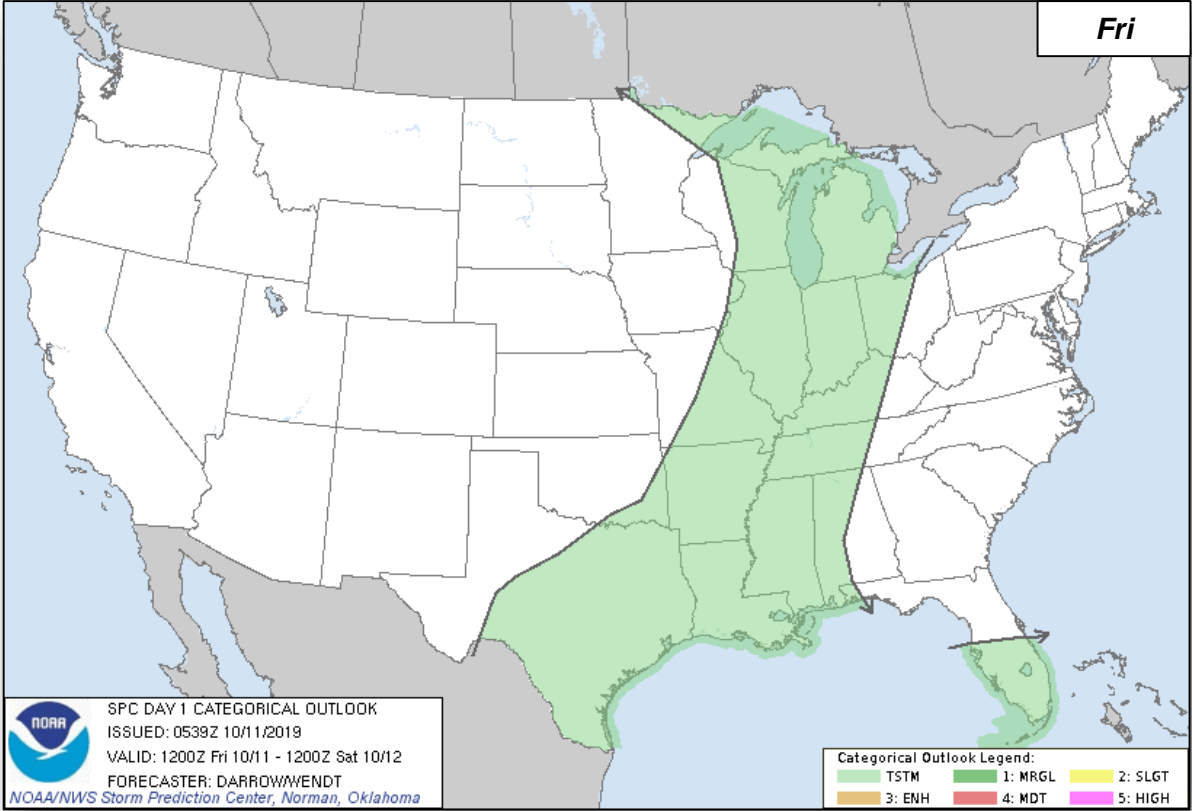 Fri
NOAA
SPC DAY 1 CATEGORICAL OUTLOOK
ISSUED: 0539Z 10/11/2019
VALID: 1200Z Fri 10/11 - 1200Z Sat 10/12
FORECASTER: DARROW/WENDT
NOAA/NWS Storm Prediction Center, Norman, Oklahoma
Categorical Outlook Legend:
TSTM 1: MRGL 2: SLGT
3: ENH 4: MDT 5: HIGH